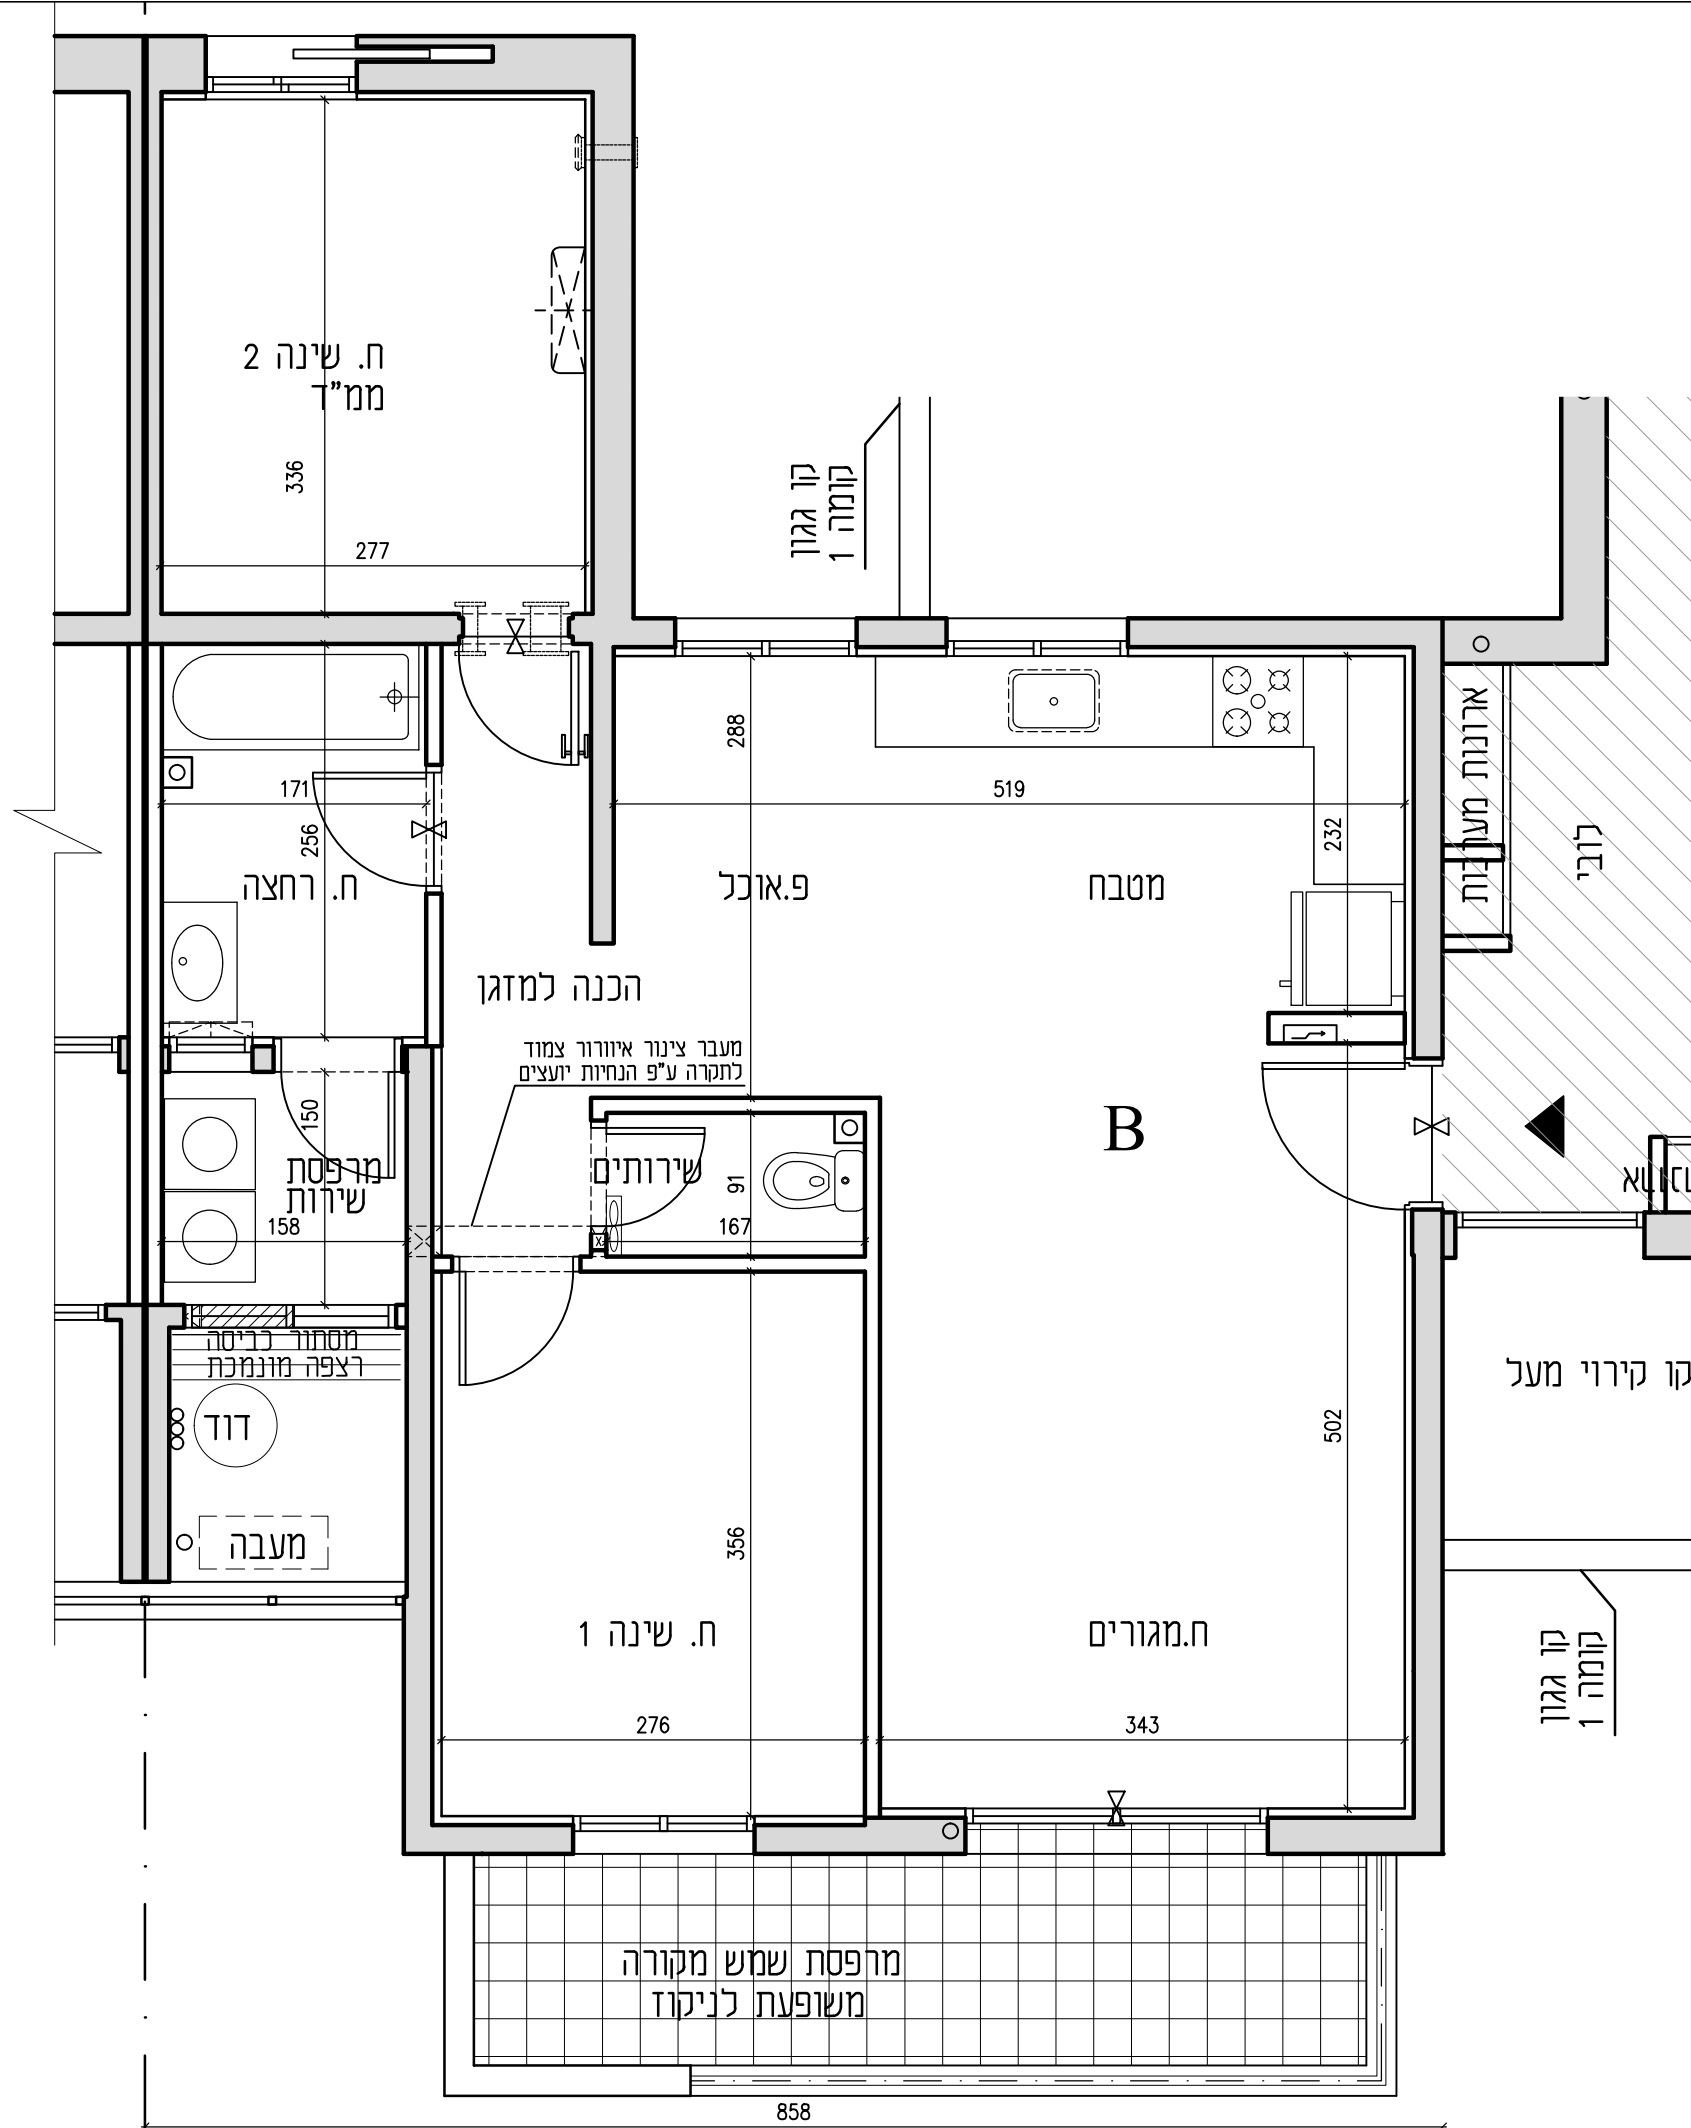 ח. שינה 2
ממ"ד
336
277
קו גגון
קומה 1
288
519
232
171
256
ח. רחצה
פ.אוכל
מטבח
ארונות מערכות
לובי
הכנה למזגן
מעבר צינור איוורור צמוד
לתקרה ע"פ הנחיות יועצים
B
150
מרפסת
שירות
158
שירותים
91
167
מסתור כביסה
רצפה מונמכת
דוד
מעבה
קו קירוי מעל
502
356
ח. שינה 1
ח.מגורים
276
343
קו גגון
קומה 1
מרפסת שמש מקורה
משופעת לניקוז
858